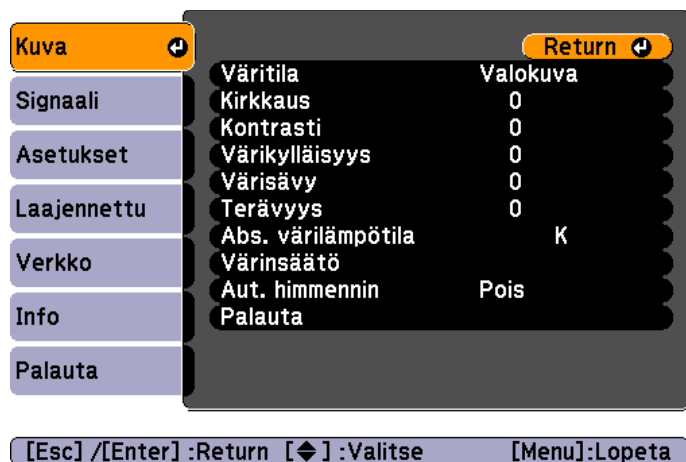 Kuva
Signaali
Asetukset
Laajennettu
Verkko
Info
Palauta
Return
Väritila Valokuva
Kirkkaus 0
Kontrasti 0
Värikylläisyys 0
Värisävy 0
Terävyys 0
Abs. värilämpötila K
Värinsäätö
Aut. himmennin Pois
Palauta
[Esc] /[Enter] :Return [◆] :Valitse [Menu]:Lopeta